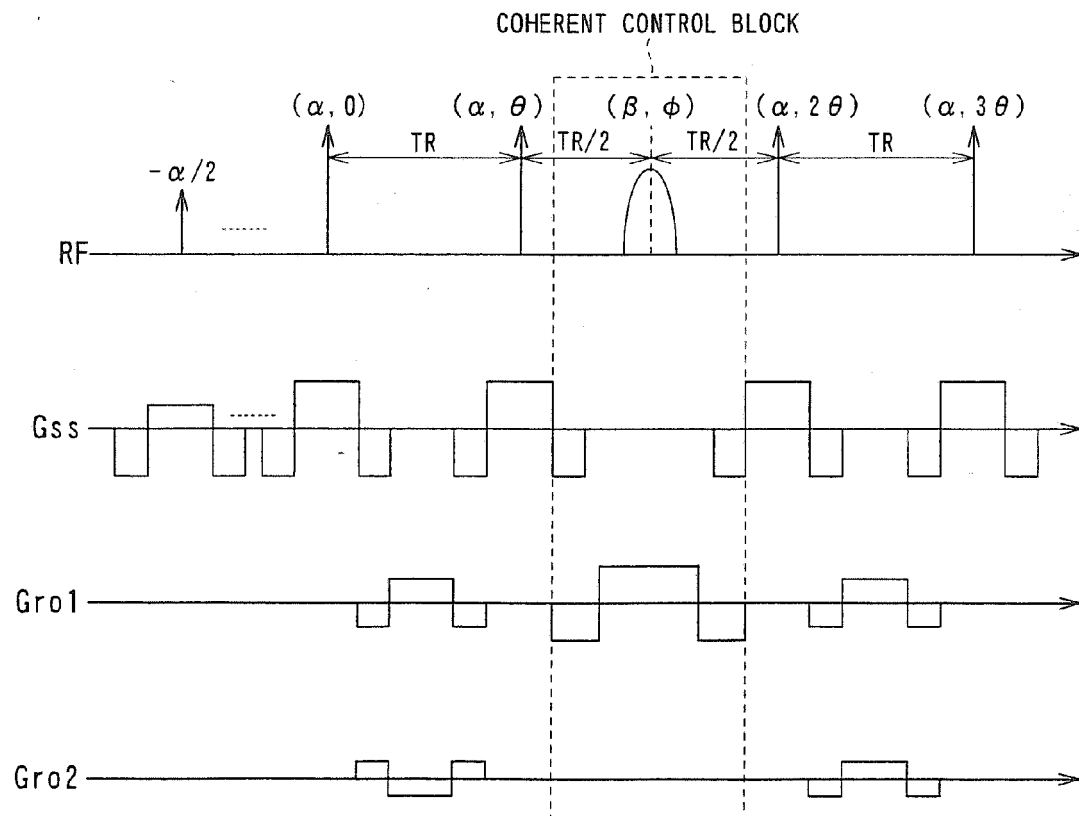 COHERENT CONTROL BLOCK
(α, 0) (α, θ) (β, φ) (α, 2θ) (α, 3θ)
TR TR/2 TR/2 TR
-α/2
RF
Gss
Gro1
Gro2